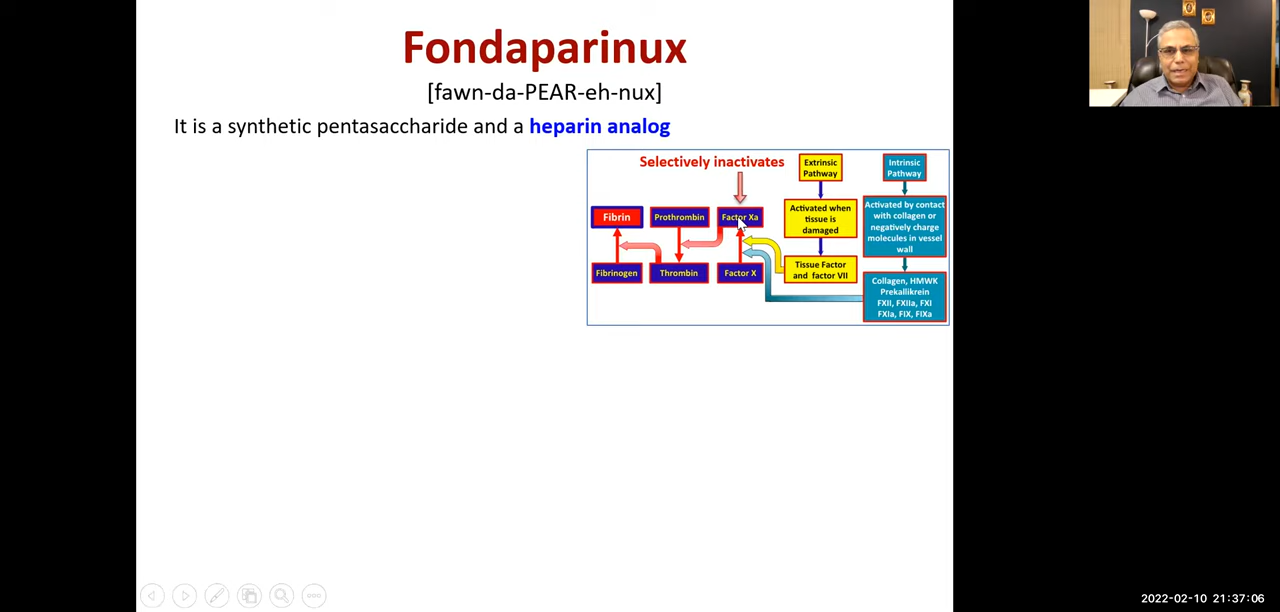 Fondaparinux
[fawn-da-PEAR-eh-nux]
It is a synthetic pentasaccharide and a heparin analog
Selectively inactivates
Extrinsic
Pathway
Intrinsic
Pathway
Fibrin
Prothrombin
Factor Xa
Activated when
tissue is
damaged
Activated by contact
with collagen or
negatively charge
molecules in vessel
wall
Fibrinogen
Thrombin
Factor X
Tissue Factor
and factor VII
Collagen, HMWK
Prekallikrein
FXII, FXIIa, FXI
FXIa, FIX, FIXa
2022-02-10 21:37:06